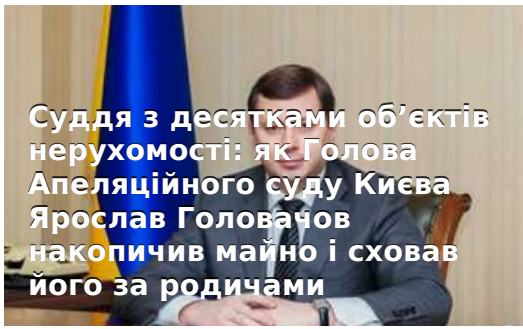 Суддя з десятками об’єктів
нерухомості: як Голова
Апеляційного суду Києва
Ярослав Головачов
накопичив майно і сховав
його за родичами